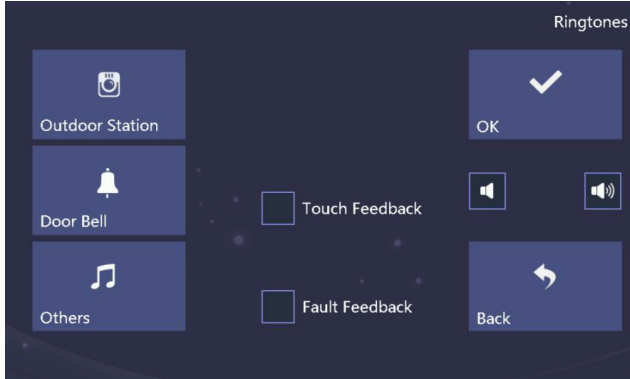 Ringtones
Outdoor Station
OK
Door Bell
Touch Feedback
Others
Fault Feedback
Back